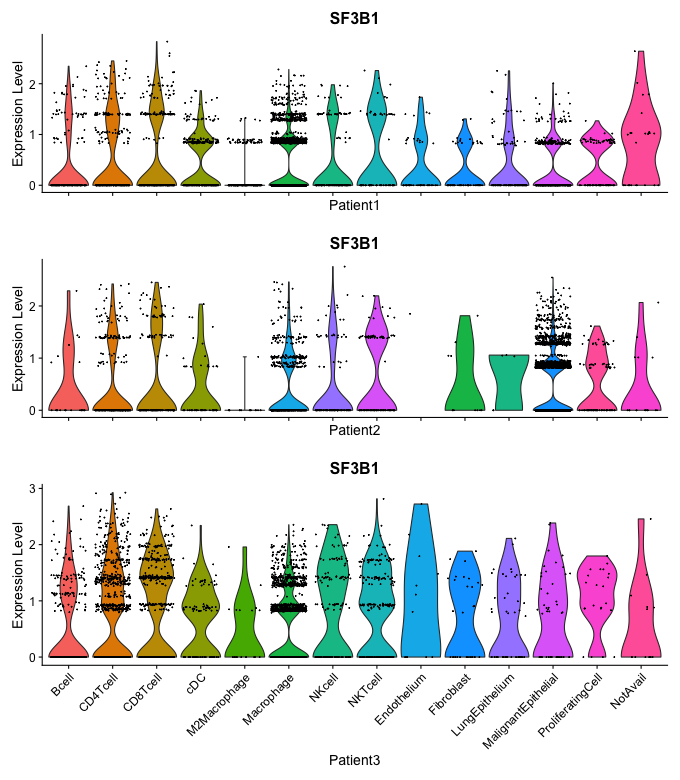 SF3B1
Expression Level
2
1
0
Patient1
SF3B1
Expression Level
2
1
0
Patient2
SF3B1
Expression Level
3
2
1
0
Bcell
CD4Tcell
CD8Tcell
cDC
M2Macrophage
Macrophage
NKcell
NKTcell
Endothelium
Fibroblast
LungEpithelium
MalignantEpithelial
ProliferatingCell
NotAvail
Patient3